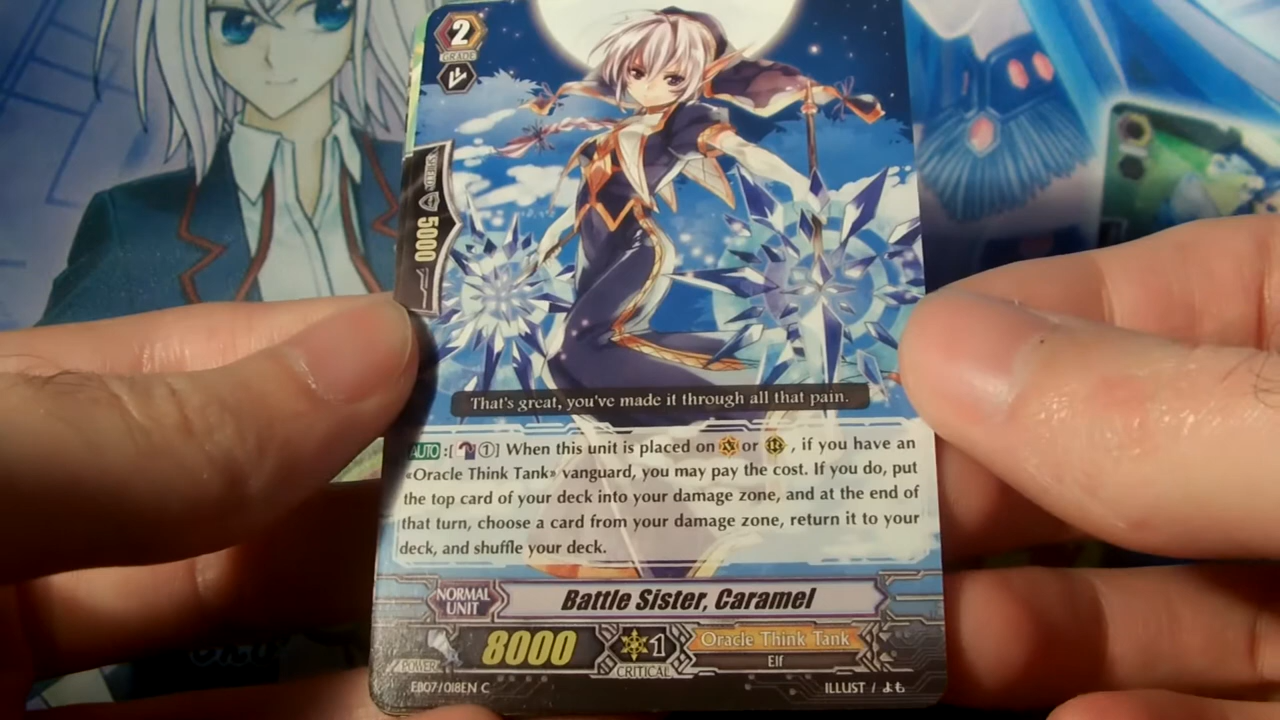 2
GRADE
SHIELD
5000
That's great, you've made it through all that pain.
AUTO:[①] When this unit is placed on or , if you have an
«Oracle Think Tank» vanguard, you may pay the cost. If you do, put
the top card of your deck into your damage zone, and at the end of
that turn, choose a card from your damage zone, return it to your
deck, and shuffle your deck.
NORMAL
UNIT
Battle Sister, Caramel
POWER
8000
1
CRITICAL
Oracle Think Tank
Elf
EB07/018EN C
ILLUST / よも